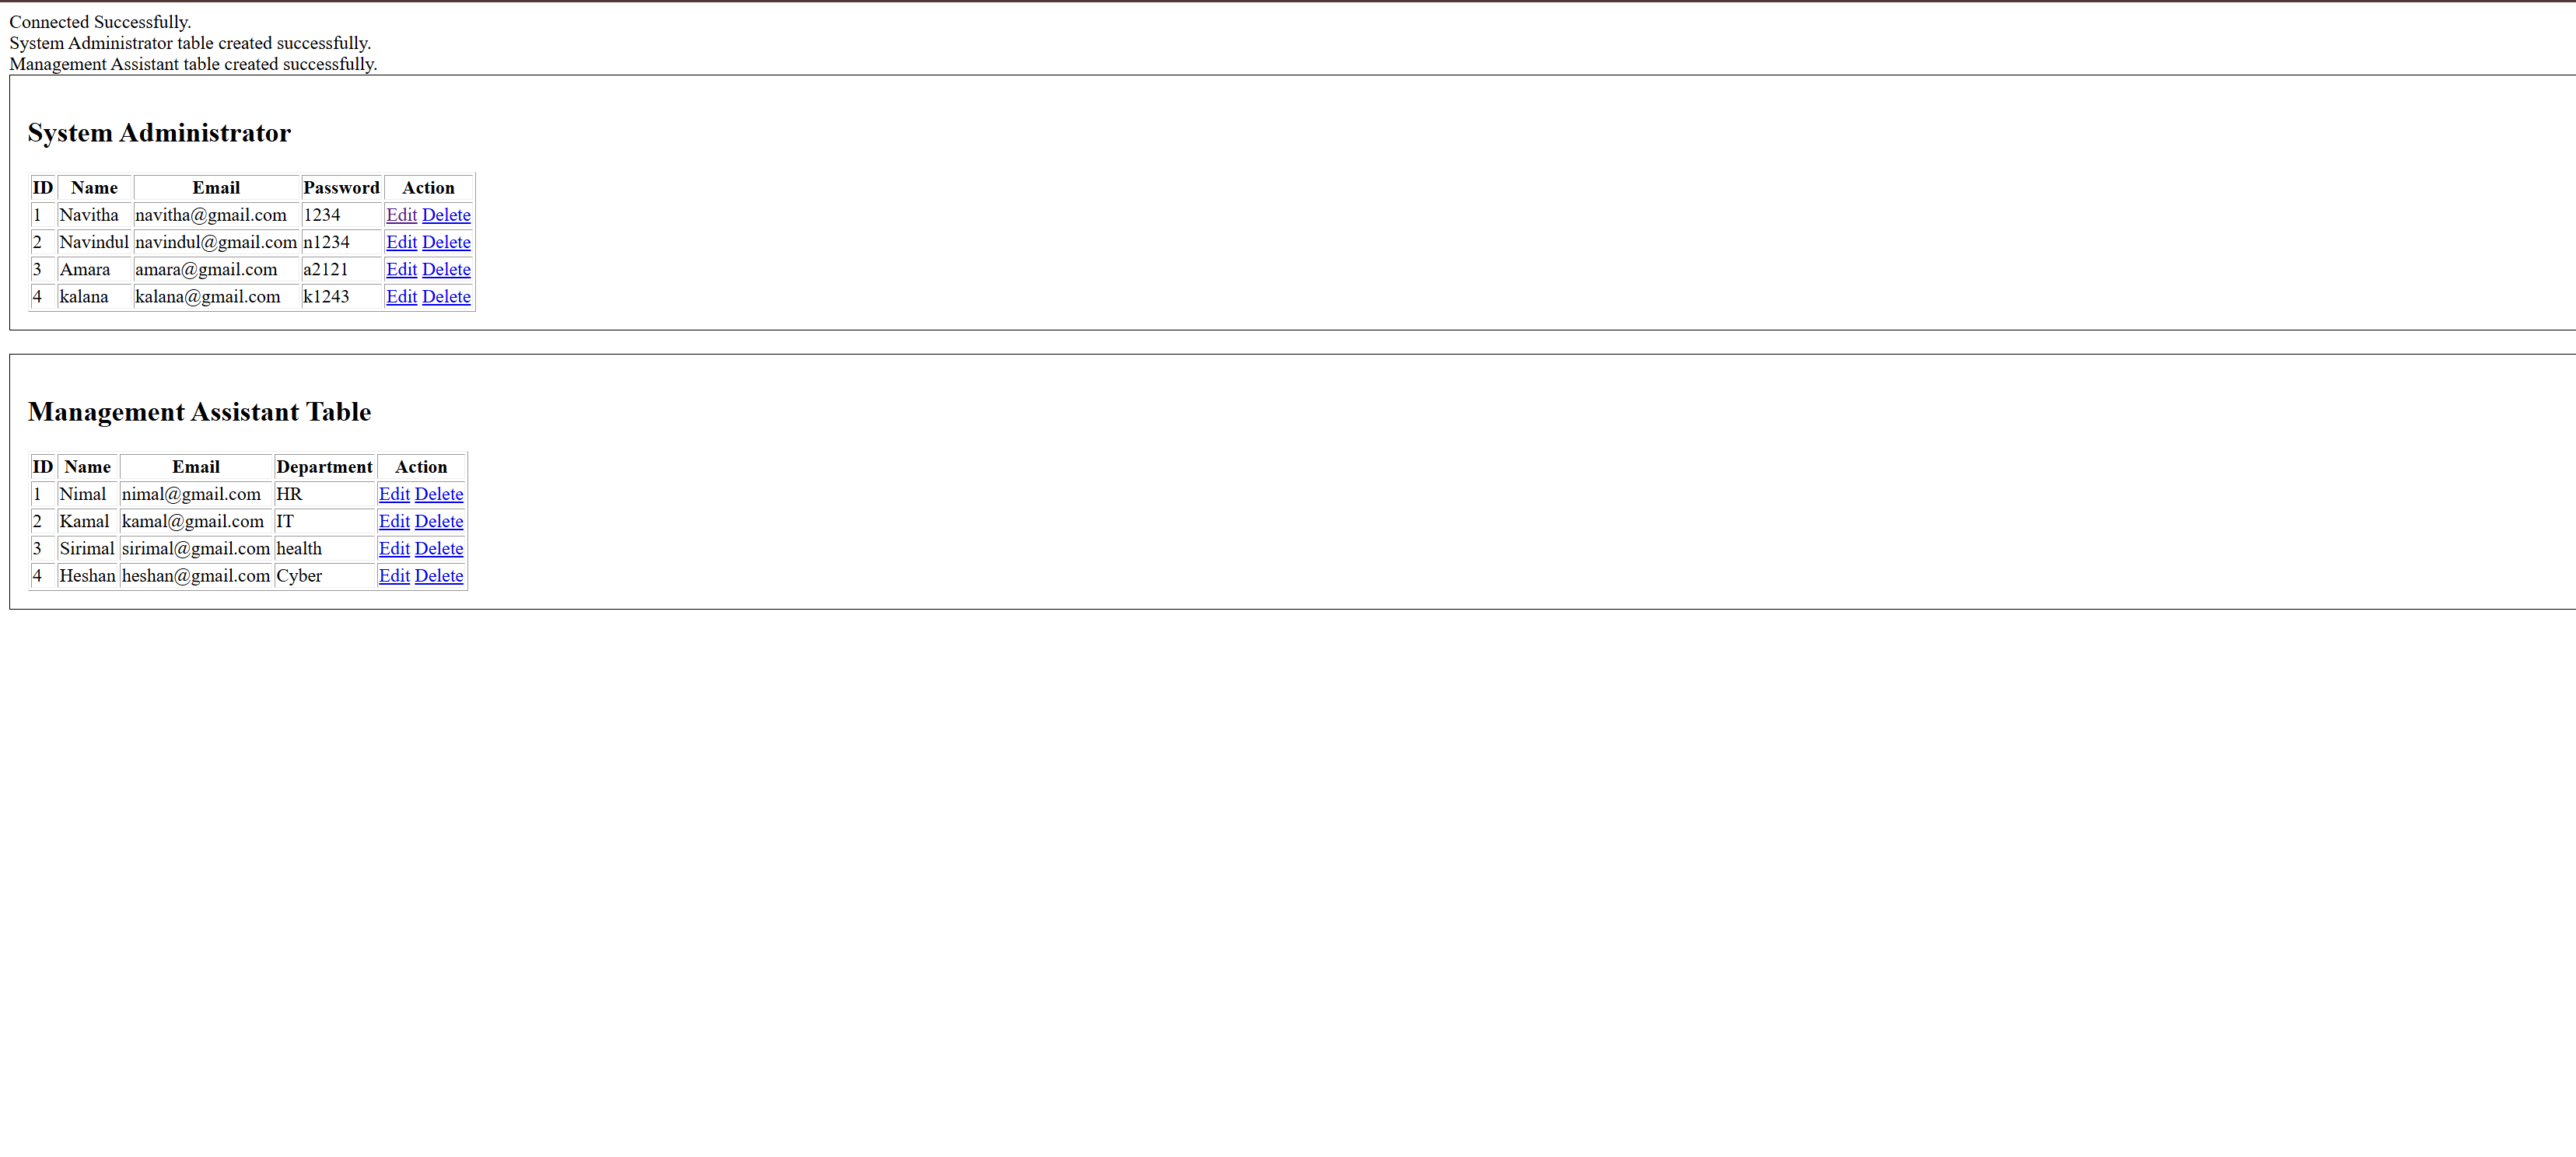 Connected Successfully.
System Administrator table created successfully.
Management Assistant table created successfully.
System Administrator
ID Name Email Password Action
1 Navitha navitha@gmail.com 1234 Edit Delete
2 Navindul navindul@gmail.com n1234 Edit Delete
3 Amara amara@gmail.com a2121 Edit Delete
4 kalana kalana@gmail.com k1243 Edit Delete
Management Assistant Table
ID Name Email Department Action
1 Nimal nimal@gmail.com HR Edit Delete
2 Kamal kamal@gmail.com IT Edit Delete
3 Sirimal sirimal@gmail.com health Edit Delete
4 Heshan heshan@gmail.com Cyber Edit Delete